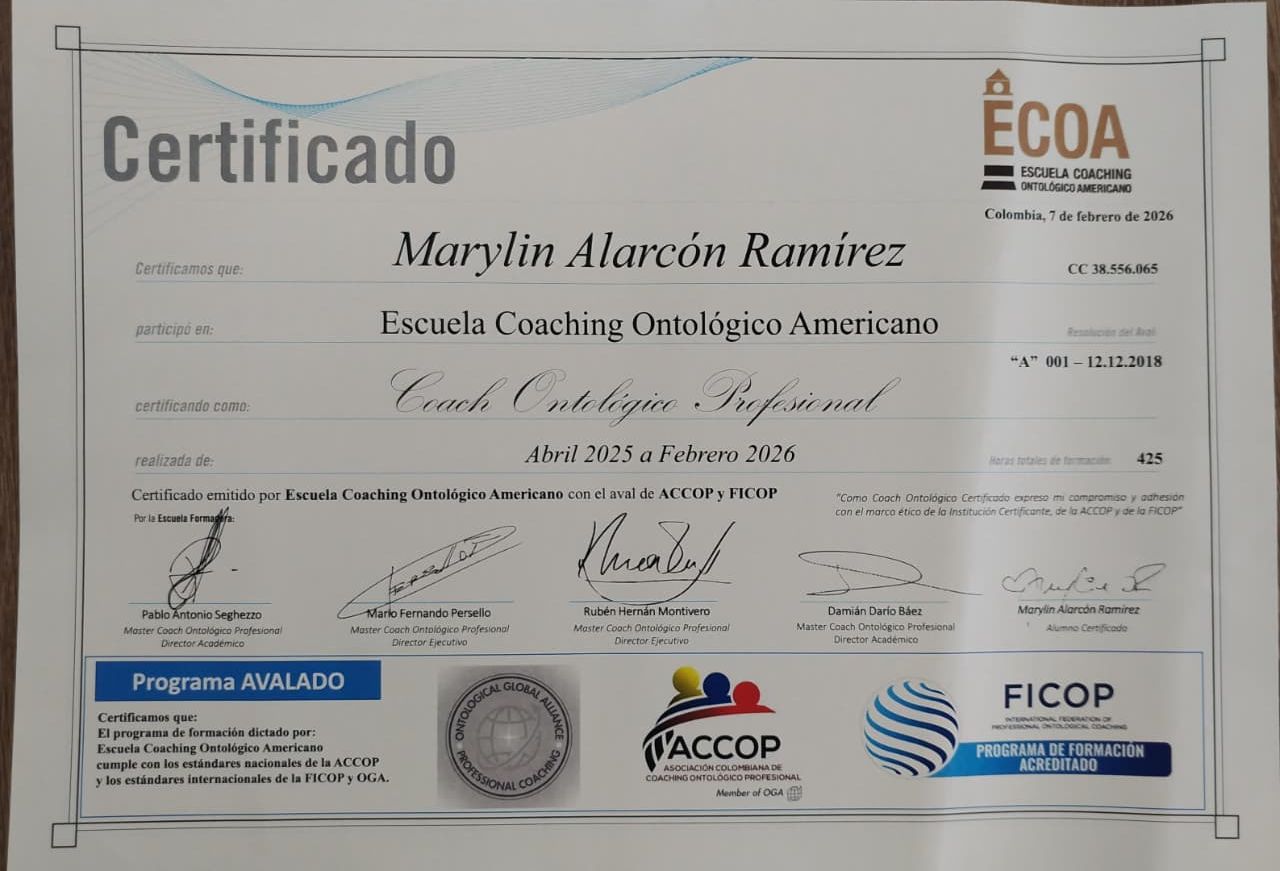 Certificado
ECOA
ESCUELA COACHING
ONTOLÓGICO AMERICANO
Colombia, 7 de febrero de 2026
Certificamos que:
Marylin Alarcón Ramírez
CC 38.556.065
participó en:
Escuela Coaching Ontológico Americano
Resolución del Aval
“A” 001 – 12.12.2018
certificando como:
Coach Ontológico Profesional
realizada de:
Abril 2025 a Febrero 2026
Horas totales de formación:
425
Certificado emitido por Escuela Coaching Ontológico Americano con el aval de ACCOP y FICOP
"Como Coach Ontológico Certificado expreso mi compromiso y adhesión
con el marco ético de la Institución Certificante, de la ACCOP y de la FICOP"
Por la Escuela Formadora:
Pablo Antonio Seghezzo
Master Coach Ontológico Profesional
Director Académico
Mario Fernando Persello
Master Coach Ontológico Profesional
Director Ejecutivo
Rubén Hernán Montivero
Master Coach Ontológico Profesional
Director Ejecutivo
Damián Darío Báez
Master Coach Ontológico Profesional
Director Académico
Marylin Alarcón Ramírez
Alumno Certificado
Programa AVALADO
Certificamos que:
El programa de formación dictado por:
Escuela Coaching Ontológico Americano
cumple con los estándares nacionales de la ACCOP
y los estándares internacionales de la FICOP y OGA.
ONTOLOGICAL GLOBAL ALLIANCE
PROFESSIONAL COACHING
ACCOP
ASOCIACIÓN COLOMBIANA DE
COACHING ONTOLÓGICO PROFESIONAL
Member of OGA
FICOP
INTERNATIONAL FEDERATION OF
PROFESSIONAL ONTOLOGICAL COACHING
PROGRAMA DE FORMACIÓN
ACREDITADO